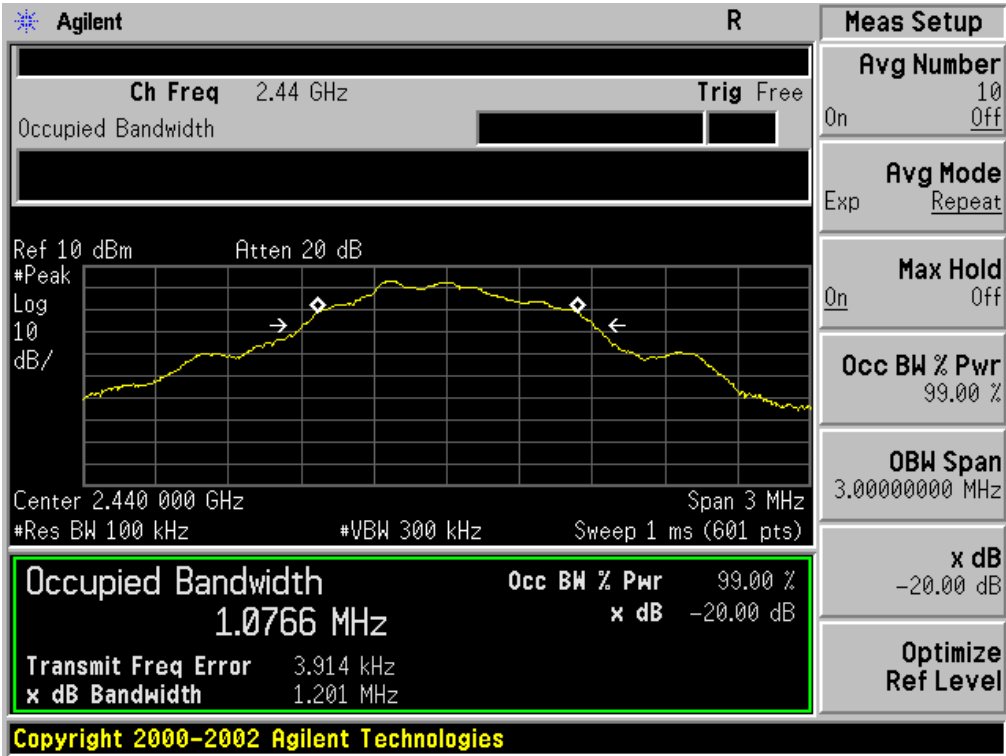 Agilent R
Ch Freq 2.44 GHz Trig Free
Occupied Bandwidth
Ref 10 dBm Atten 20 dB
#Peak
Log
10
dB/
Center 2.440 000 GHz Span 3 MHz
#Res BW 100 kHz #VBW 300 kHz Sweep 1 ms (601 pts)
Occupied Bandwidth
1.0766 MHz
Occ BW % Pwr 99.00 %
x dB -20.00 dB
Transmit Freq Error 3.914 kHz
x dB Bandwidth 1.201 MHz
Copyright 2000-2002 Agilent Technologies
Meas Setup
Avg Number
10
On Off
Avg Mode
Exp Repeat
Max Hold
On Off
Occ BW % Pwr
99.00 %
OBW Span
3.00000000 MHz
x dB
-20.00 dB
Optimize
Ref Level